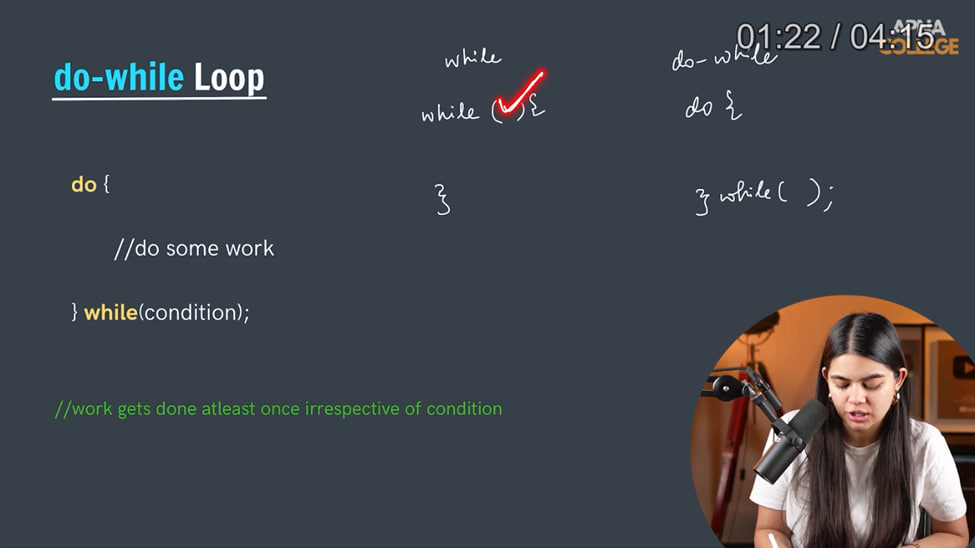 01:22 / 04:15
APNA
COLLEGE
do-while Loop
do {
//do some work
} while(condition);
//work gets done atleast once irrespective of condition
while
while ( ) {
}
do-while
do {
} while( );